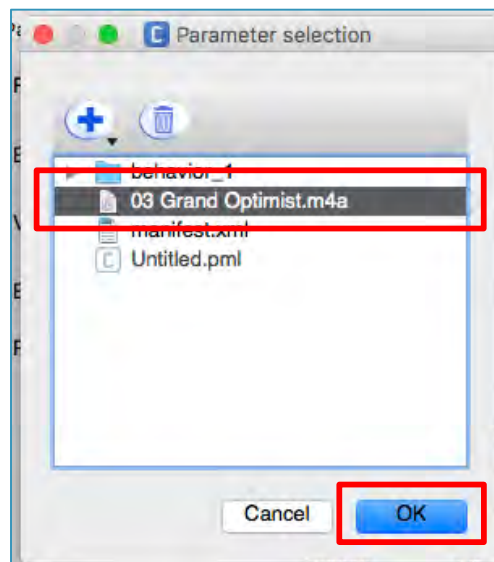 Parameter selection
behavior_1
03 Grand Optimist.m4a
manifest.xml
Untitled.pml
Cancel
OK